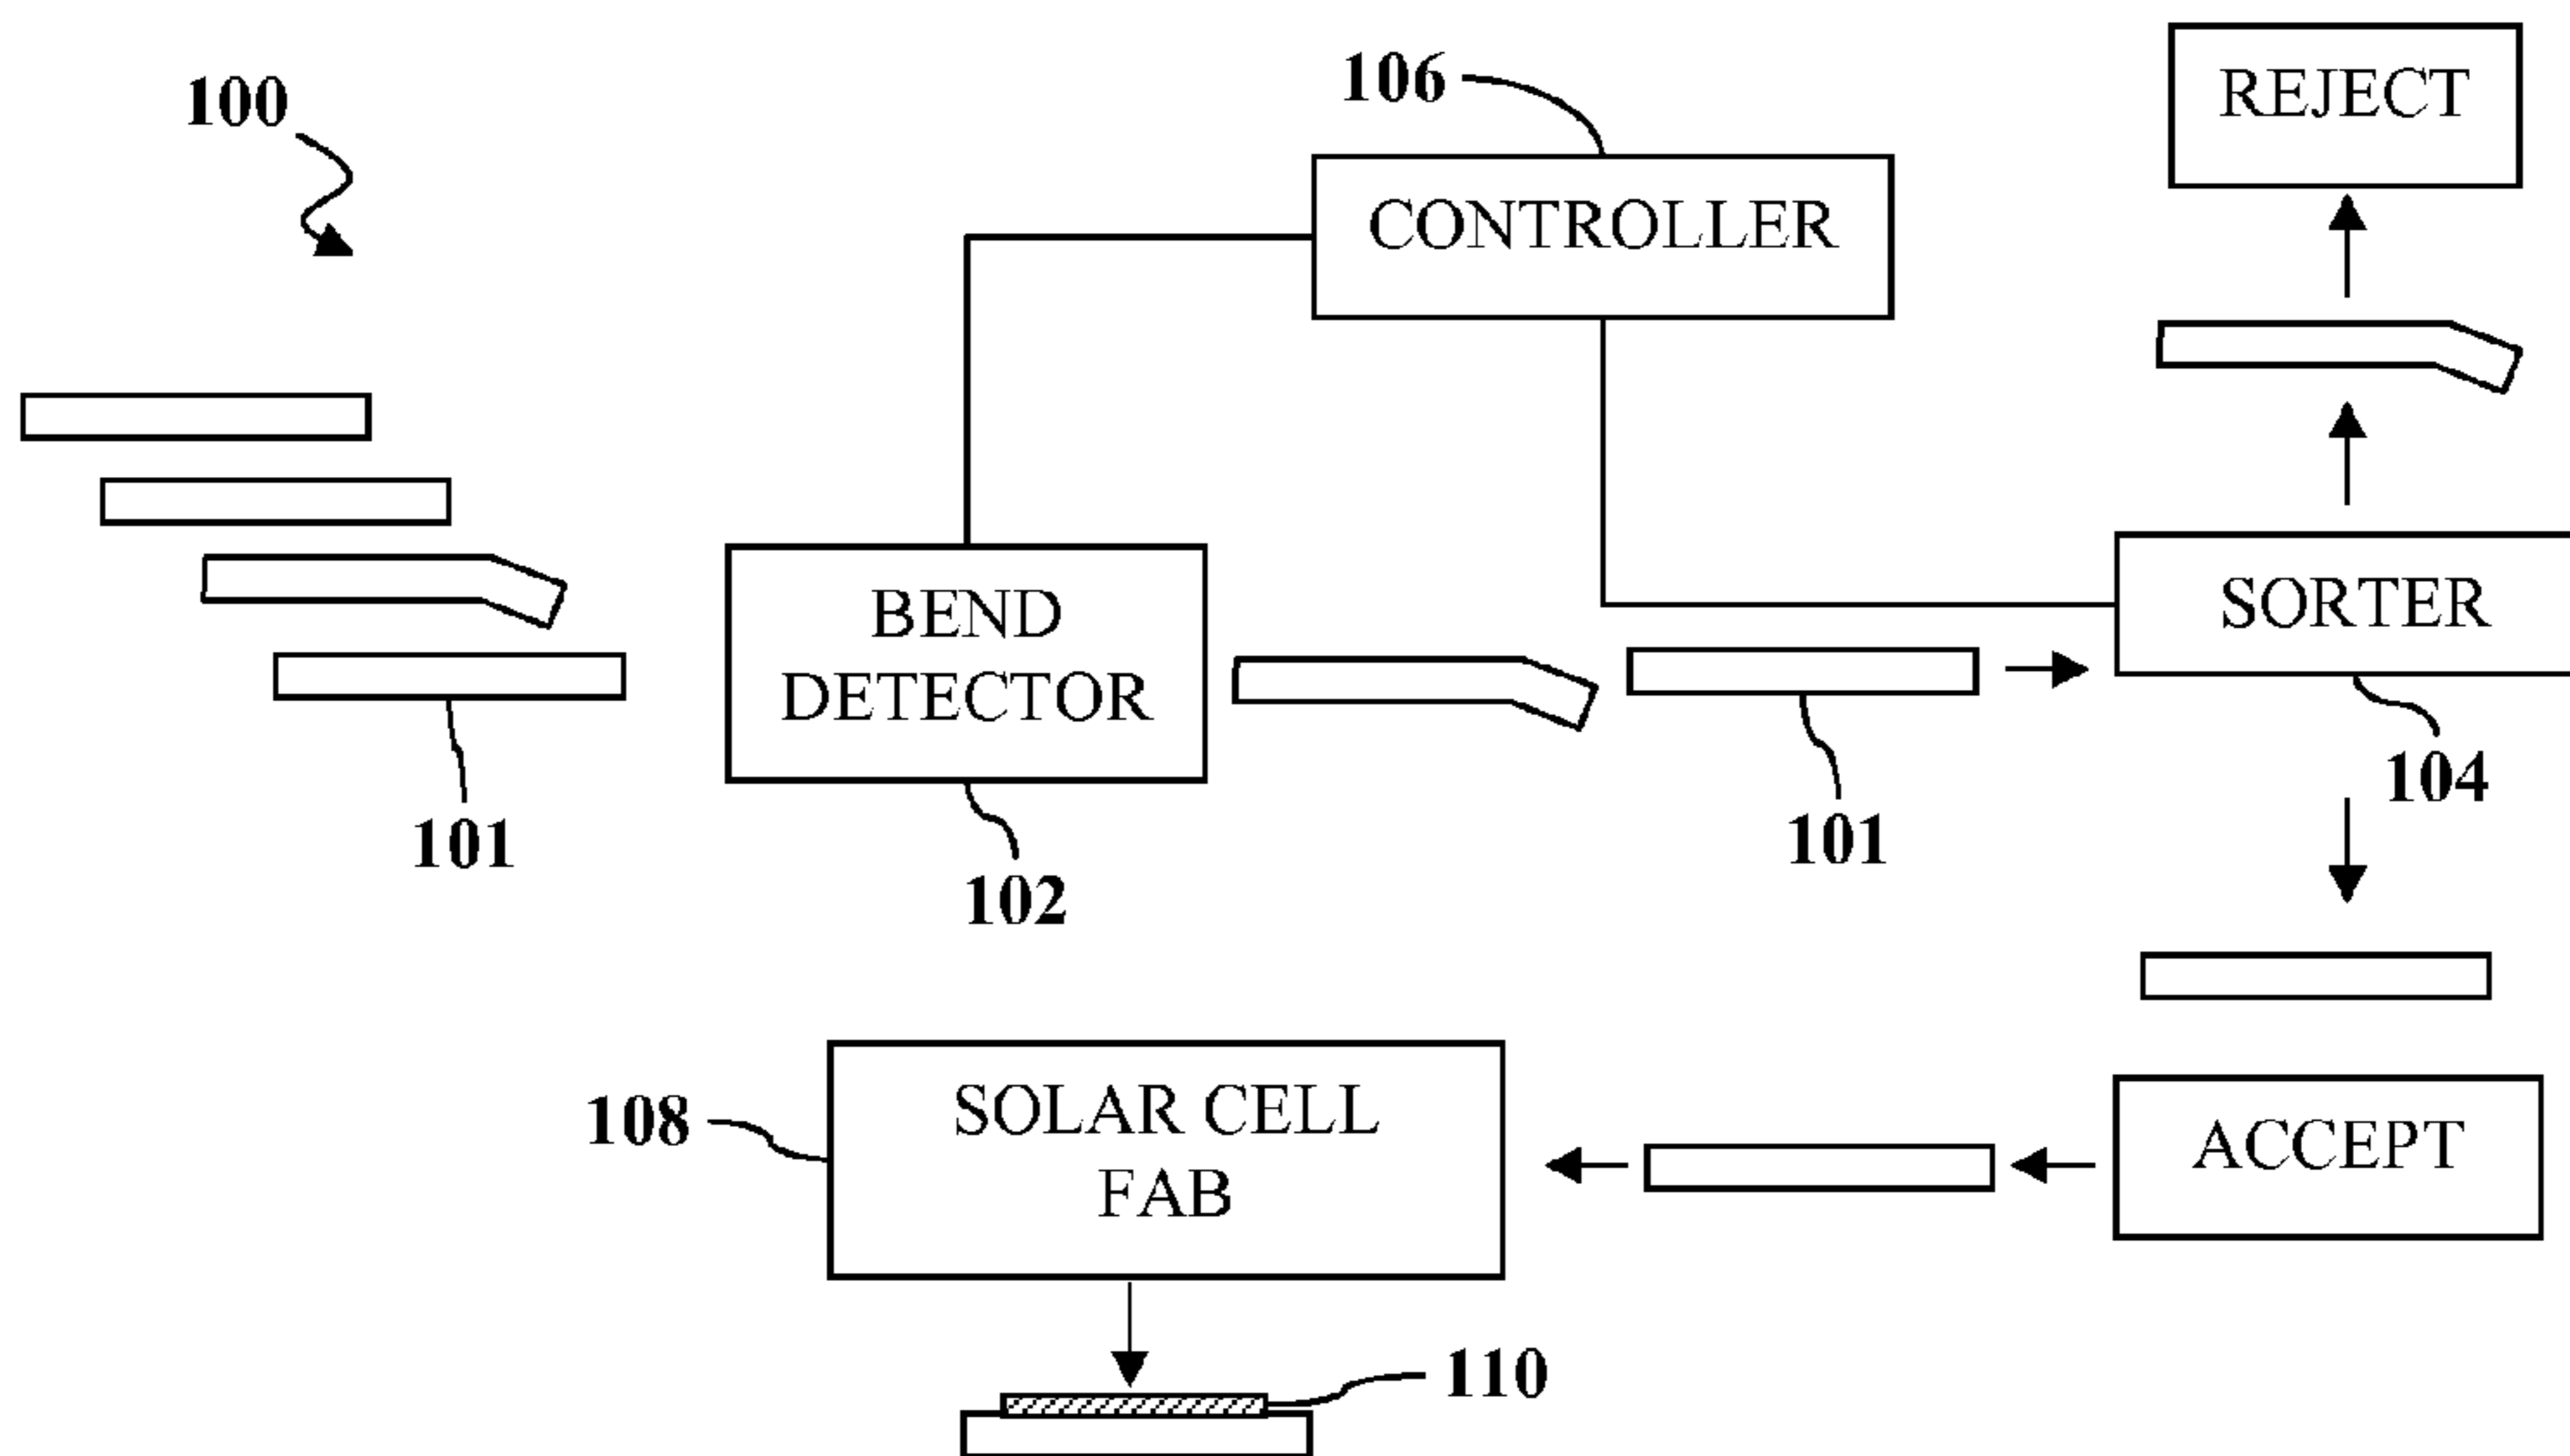 REJECT
106
100
CONTROLLER
BEND
DETECTOR
SORTER
104
101
101
102
ACCEPT
SOLAR CELL
FAB
108
110